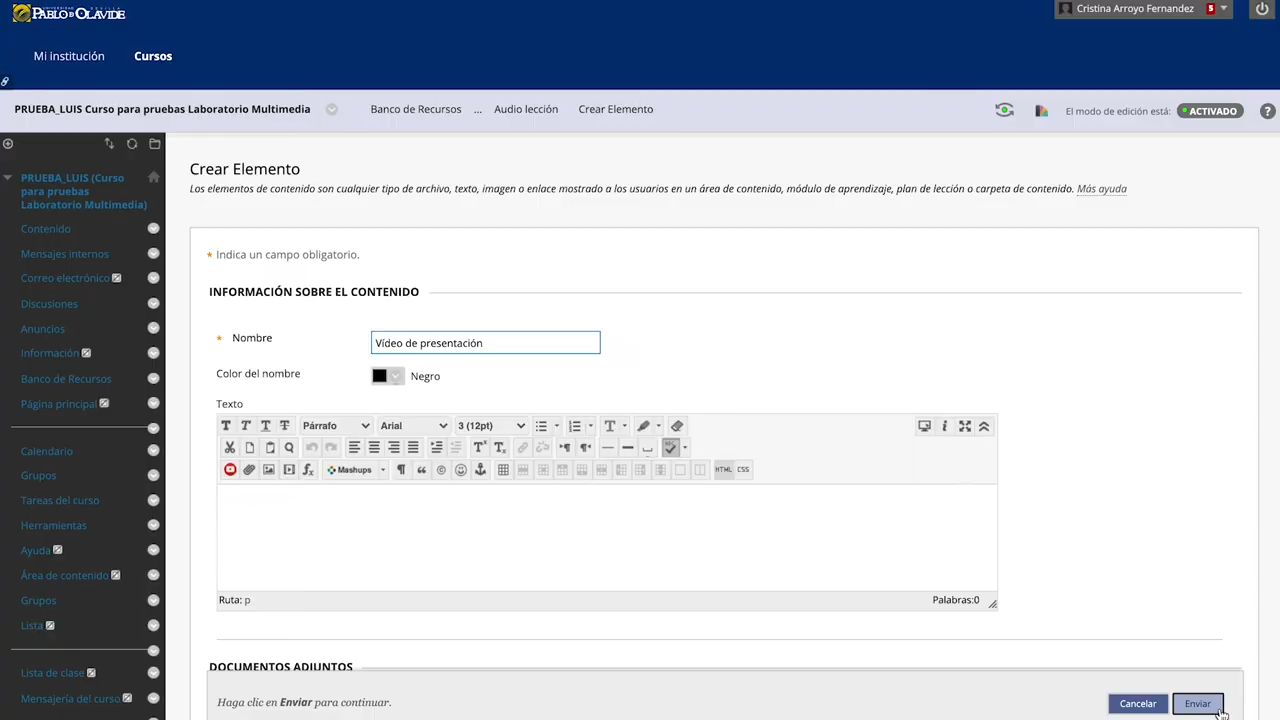 UNIVERSIDAD SEVILLA
PABLO DE OLAVIDE
Cristina Arroyo Fernandez 5
Mi institución Cursos
PRUEBA_LUIS Curso para pruebas Laboratorio Multimedia Banco de Recursos ... Audio lección Crear Elemento El modo de edición está: ACTIVADO ?
PRUEBA_LUIS (Curso
para pruebas
Laboratorio Multimedia)
Contenido
Mensajes internos
Correo electrónico
Discusiones
Anuncios
Información
Banco de Recursos
Página principal
Calendario
Grupos
Tareas del curso
Herramientas
Ayuda
Área de contenido
Grupos
Lista
Lista de clase
Mensajería del curso
Crear Elemento
Los elementos de contenido son cualquier tipo de archivo, texto, imagen o enlace mostrado a los usuarios en un área de contenido, módulo de aprendizaje, plan de lección o carpeta de contenido. Más ayuda
* Indica un campo obligatorio.
INFORMACIÓN SOBRE EL CONTENIDO
* Nombre Vídeo de presentación
Color del nombre Negro
Texto
T T T T Párrafo Arial 3 (12pt) T
Mashups HTML CSS
Ruta: p Palabras:0
DOCUMENTOS ADJUNTOS
Haga clic en Enviar para continuar. Cancelar Enviar